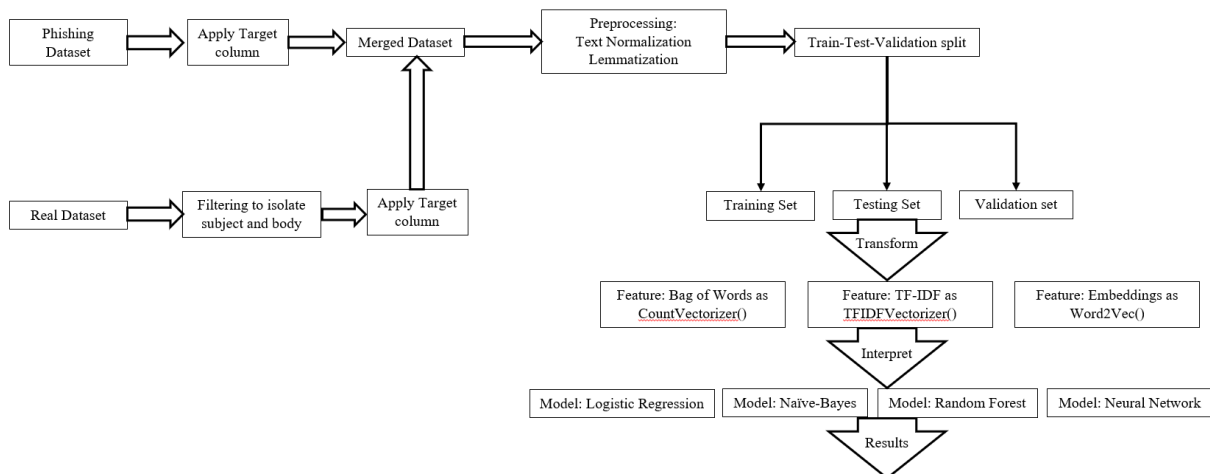 Phishing
Dataset
Apply Target
column
Merged Dataset
Preprocessing:
Text Normalization
Lemmatization
Train-Test-Validation split
Real Dataset
Filtering to isolate
subject and body
Apply Target
column
Training Set
Testing Set
Validation set
Transform
Feature: Bag of Words as
CountVectorizer()
Feature: TF-IDF as
TFIDFVectorizer()
Feature: Embeddings as
Word2Vec()
Interpret
Model: Logistic Regression
Model: Naïve-Bayes
Model: Random Forest
Model: Neural Network
Results